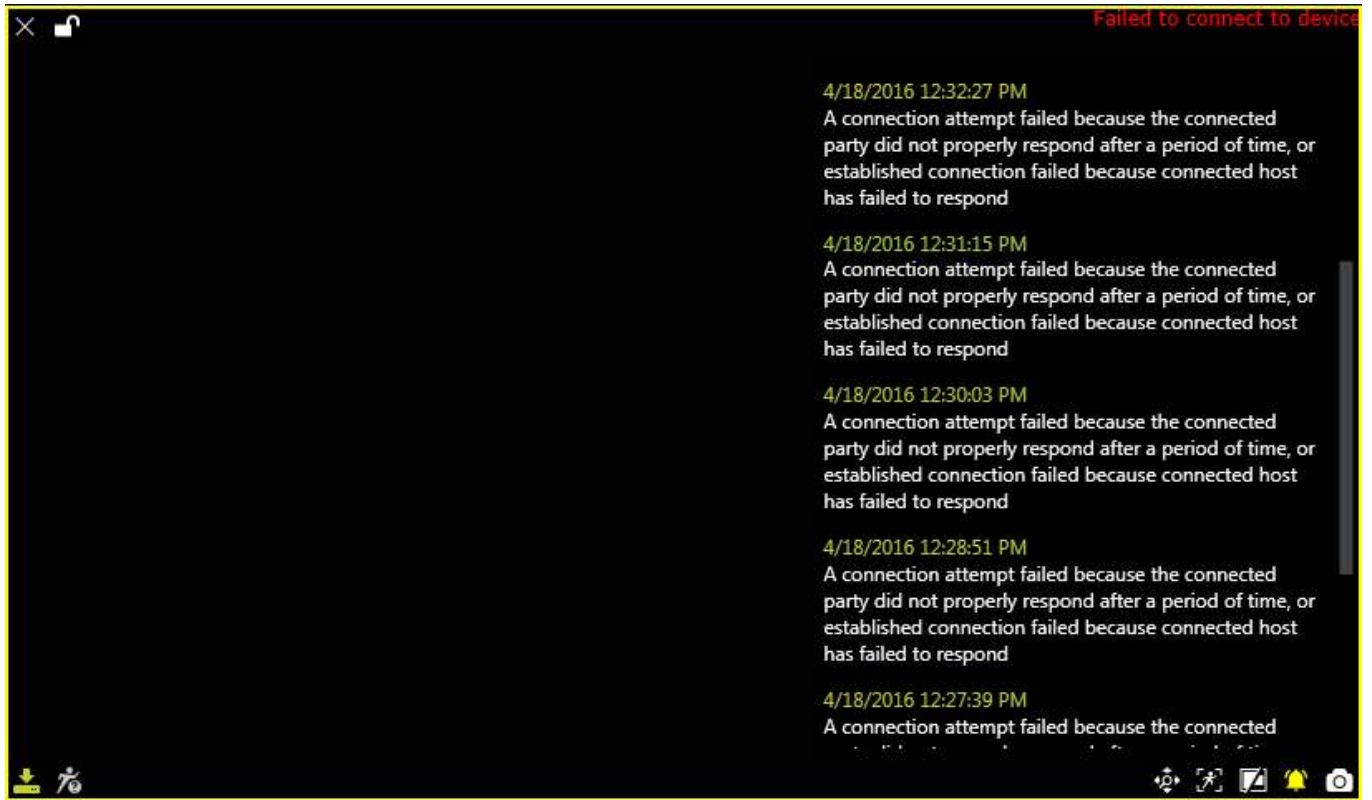 Failed to connect to device
4/18/2016 12:32:27 PM
A connection attempt failed because the connected
party did not properly respond after a period of time, or
established connection failed because connected host
has failed to respond
4/18/2016 12:31:15 PM
A connection attempt failed because the connected
party did not properly respond after a period of time, or
established connection failed because connected host
has failed to respond
4/18/2016 12:30:03 PM
A connection attempt failed because the connected
party did not properly respond after a period of time, or
established connection failed because connected host
has failed to respond
4/18/2016 12:28:51 PM
A connection attempt failed because the connected
party did not properly respond after a period of time, or
established connection failed because connected host
has failed to respond
4/18/2016 12:27:39 PM
A connection attempt failed because the connected